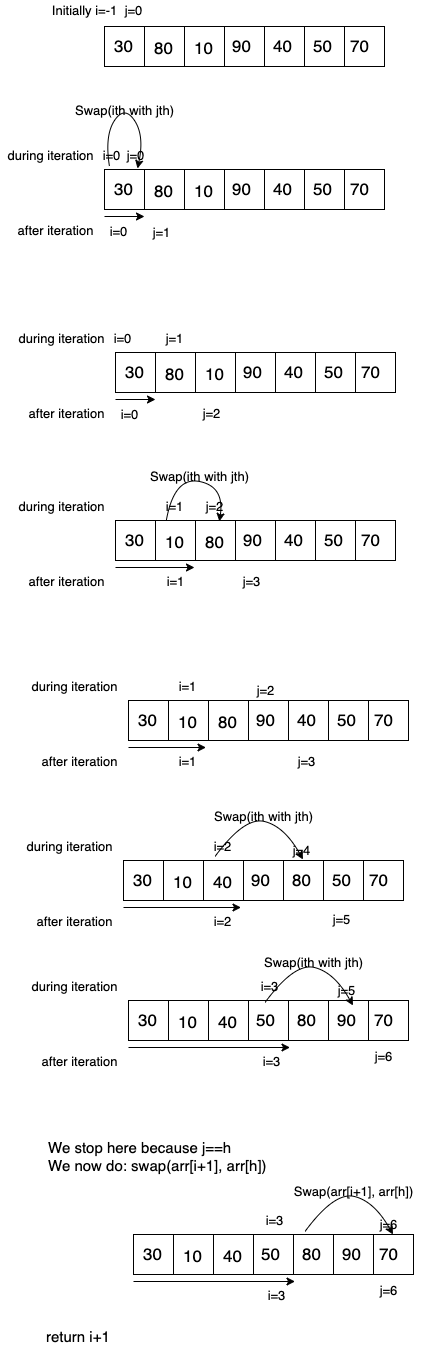 Initially i=-1 j=0
30 80 10 90 40 50 70
Swap(ith with jth)
during iteration i=0 j=0
30 80 10 90 40 50 70
after iteration i=0 j=1
during iteration i=0 j=1
30 80 10 90 40 50 70
after iteration i=0 j=2
Swap(ith with jth)
during iteration i=1 j=2
30 10 80 90 40 50 70
after iteration i=1 j=3
during iteration i=1 j=2
30 10 80 90 40 50 70
after iteration i=1 j=3
Swap(ith with jth)
during iteration i=2 j=4
30 10 40 90 80 50 70
after iteration i=2 j=5
Swap(ith with jth)
during iteration i=3 j=5
30 10 40 50 80 90 70
after iteration i=3 j=6
We stop here because j==h
We now do: swap(arr[i+1], arr[h])
Swap(arr[i+1], arr[h])
i=3 j=6
30 10 40 50 80 90 70
i=3 j=6
return i+1